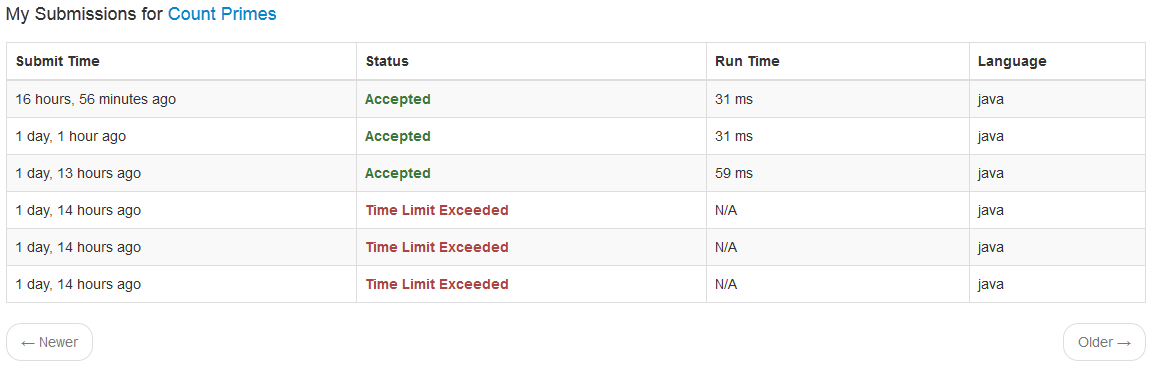 My Submissions for Count Primes
Submit Time Status Run Time Language
16 hours, 56 minutes ago Accepted 31 ms java
1 day, 1 hour ago Accepted 31 ms java
1 day, 13 hours ago Accepted 59 ms java
1 day, 14 hours ago Time Limit Exceeded N/A java
1 day, 14 hours ago Time Limit Exceeded N/A java
1 day, 14 hours ago Time Limit Exceeded N/A java
← Newer Older →